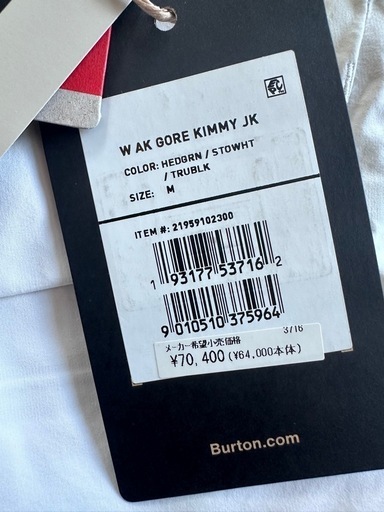 W AK GORE KIMMY JK
COLOR: HEDGRN / STOWHT
/ TRUBLK
SIZE: M
ITEM #: 21959102300
1 93177 53716 2
9 010510 375964
3/16
メーカー希望小売価格
¥70,400(¥64,000本体)
Burton.com